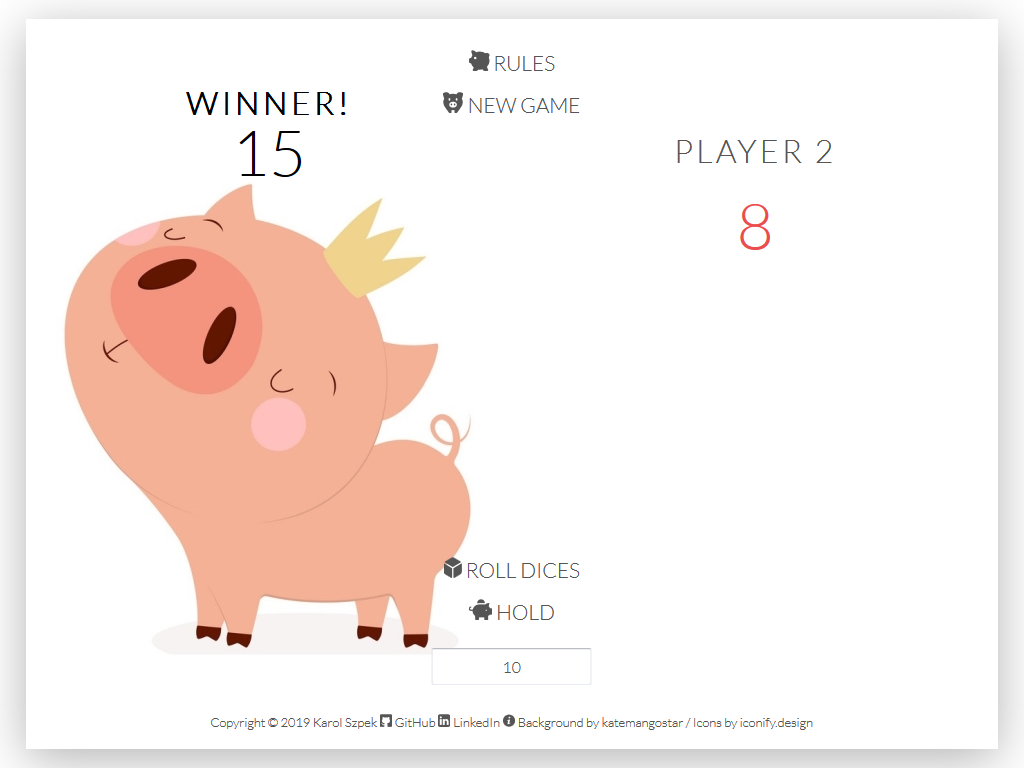 RULES
NEW GAME
WINNER!
15
PLAYER 2
8
ROLL DICES
HOLD
10
Copyright © 2019 Karol Szpek GitHub LinkedIn Background by katemangostar / Icons by iconify.design